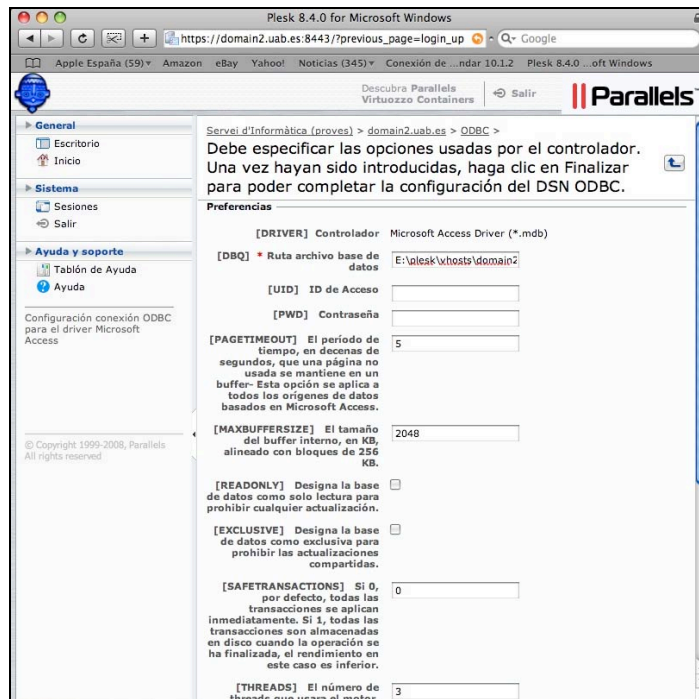 Plesk 8.4.0 for Microsoft Windows
https://domain2.uab.es:8443/?previous_page=login_up
Google
Apple España (59)
Amazon
eBay
Yahoo!
Noticias (345)
Conexión de ...ndar 10.1.2
Plesk 8.4.0 ...oft Windows
Descubra Parallels
Virtuozzo Containers
Salir
Parallels
General
Escritorio
Inicio
Sistema
Sesiones
Salir
Ayuda y soporte
Tablón de Ayuda
Ayuda
Configuración conexión ODBC
para el driver Microsoft
Access
© Copyright 1999-2008, Parallels
All rights reserved
Servei d'Informàtica (proves) > domain2.uab.es > ODBC >
Debe especificar las opciones usadas por el controlador.
Una vez hayan sido introducidas, haga clic en Finalizar
para poder completar la configuración del DSN ODBC.
Preferencias
[DRIVER] Controlador
Microsoft Access Driver (*.mdb)
[DBQ] * Ruta archivo base de
datos
E:\plesk\vhosts\domain2
[UID] ID de Acceso
[PWD] Contraseña
[PAGETIMEOUT] El período de
tiempo, en decenas de
segundos, que una página no
usada se mantiene en un
buffer- Esta opción se aplica a
todos los orígenes de datos
basados en Microsoft Access.
5
[MAXBUFFERSIZE] El tamaño
del buffer interno, en KB,
alineado con bloques de 256
KB.
2048
[READONLY] Designa la base
de datos como solo lectura para
prohibir cualquier actualización.
[EXCLUSIVE] Designa la base
de datos como exclusiva para
prohibir las actualizaciones
compartidas.
[SAFETRANSACTIONS] Si 0,
por defecto, todas las
transacciones se aplican
inmediatamente. Si 1, todas las
transacciones son almacenadas
en disco cuando la operación se
ha finalizada, el rendimiento en
este caso es inferior.
0
[THREADS] El número de
threads que usara el motor.
3